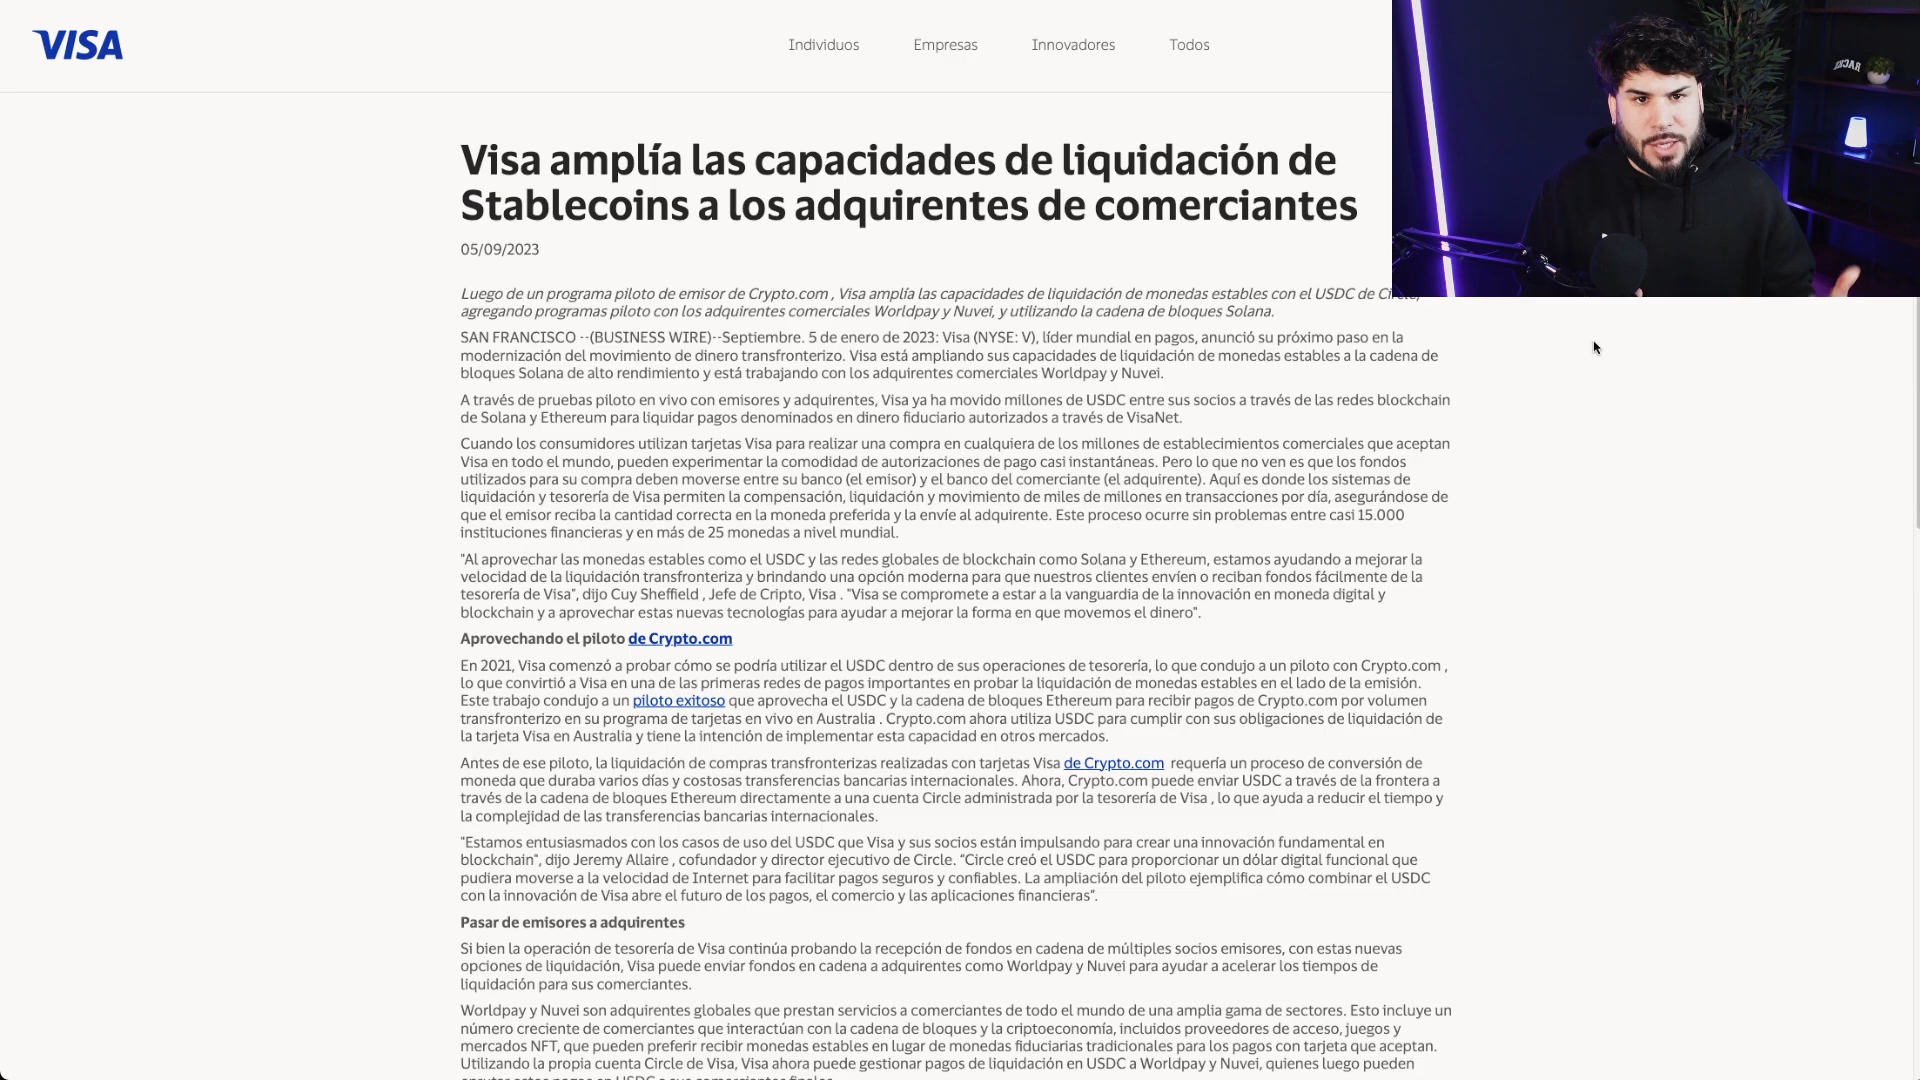 VISA
Individuos
Empresas
Innovadores
Todos
Visa amplía las capacidades de liquidación de
Stablecoins a los adquirentes de comerciantes
05/09/2023
Luego de un programa piloto de emisor de Crypto.com , Visa amplía las capacidades de liquidación de monedas estables con el USDC de Circle,
agregando programas piloto con los adquirentes comerciales Worldpay y Nuvei, y utilizando la cadena de bloques Solana.
SAN FRANCISCO --(BUSINESS WIRE)--Septiembre. 5 de enero de 2023: Visa (NYSE: V), líder mundial en pagos, anunció su próximo paso en la
modernización del movimiento de dinero transfronterizo. Visa está ampliando sus capacidades de liquidación de monedas estables a la cadena de
bloques Solana de alto rendimiento y está trabajando con los adquirentes comerciales Worldpay y Nuvei.
A través de pruebas piloto en vivo con emisores y adquirentes, Visa ya ha movido millones de USDC entre sus socios a través de las redes blockchain
de Solana y Ethereum para liquidar pagos denominados en dinero fiduciario autorizados a través de VisaNet.
Cuando los consumidores utilizan tarjetas Visa para realizar una compra en cualquiera de los millones de establecimientos comerciales que aceptan
Visa en todo el mundo, pueden experimentar la comodidad de autorizaciones de pago casi instantáneas. Pero lo que no ven es que los fondos
utilizados para su compra deben moverse entre su banco (el emisor) y el banco del comerciante (el adquirente). Aquí es donde los sistemas de
liquidación y tesorería de Visa permiten la compensación, liquidación y movimiento de miles de millones en transacciones por día, asegurándose de
que el emisor reciba la cantidad correcta en la moneda preferida y la envíe al adquirente. Este proceso ocurre sin problemas entre casi 15.000
instituciones financieras y en más de 25 monedas a nivel mundial.
"Al aprovechar las monedas estables como el USDC y las redes globales de blockchain como Solana y Ethereum, estamos ayudando a mejorar la
velocidad de la liquidación transfronteriza y brindando una opción moderna para que nuestros clientes envíen o reciban fondos fácilmente de la
tesorería de Visa", dijo Cuy Sheffield , Jefe de Cripto, Visa . "Visa se compromete a estar a la vanguardia de la innovación en moneda digital y
blockchain y a aprovechar estas nuevas tecnologías para ayudar a mejorar la forma en que movemos el dinero".
Aprovechando el piloto de Crypto.com
En 2021, Visa comenzó a probar cómo se podría utilizar el USDC dentro de sus operaciones de tesorería, lo que condujo a un piloto con Crypto.com ,
lo que convirtió a Visa en una de las primeras redes de pagos importantes en probar la liquidación de monedas estables en el lado de la emisión.
Este trabajo condujo a un piloto exitoso que aprovecha el USDC y la cadena de bloques Ethereum para recibir pagos de Crypto.com por volumen
transfronterizo en su programa de tarjetas en vivo en Australia . Crypto.com ahora utiliza USDC para cumplir con sus obligaciones de liquidación de
la tarjeta Visa en Australia y tiene la intención de implementar esta capacidad en otros mercados.
Antes de ese piloto, la liquidación de compras transfronterizas realizadas con tarjetas Visa de Crypto.com requería un proceso de conversión de
moneda que duraba varios días y costosas transferencias bancarias internacionales. Ahora, Crypto.com puede enviar USDC a través de la frontera a
través de la cadena de bloques Ethereum directamente a una cuenta Circle administrada por la tesorería de Visa , lo que ayuda a reducir el tiempo y
la complejidad de las transferencias bancarias internacionales.
"Estamos entusiasmados con los casos de uso del USDC que Visa y sus socios están impulsando para crear una innovación fundamental en
blockchain", dijo Jeremy Allaire , cofundador y director ejecutivo de Circle. “Circle creó el USDC para proporcionar un dólar digital funcional que
pudiera moverse a la velocidad de Internet para facilitar pagos seguros y confiables. La ampliación del piloto ejemplifica cómo combinar el USDC
con la innovación de Visa abre el futuro de los pagos, el comercio y las aplicaciones financieras”.
Pasar de emisores a adquirentes
Si bien la operación de tesorería de Visa continúa probando la recepción de fondos en cadena de múltiples socios emisores, con estas nuevas
opciones de liquidación, Visa puede enviar fondos en cadena a adquirentes como Worldpay y Nuvei para ayudar a acelerar los tiempos de
liquidación para sus comerciantes.
Worldpay y Nuvei son adquirentes globales que prestan servicios a comerciantes de todo el mundo de una amplia gama de sectores. Esto incluye un
número creciente de comerciantes que interactúan con la cadena de bloques y la criptoeconomía, incluidos proveedores de acceso, juegos y
mercados NFT, que pueden preferir recibir monedas estables en lugar de monedas fiduciarias tradicionales para los pagos con tarjeta que aceptan.
Utilizando la propia cuenta Circle de Visa, Visa ahora puede gestionar pagos de liquidación en USDC a Worldpay y Nuvei, quienes luego pueden